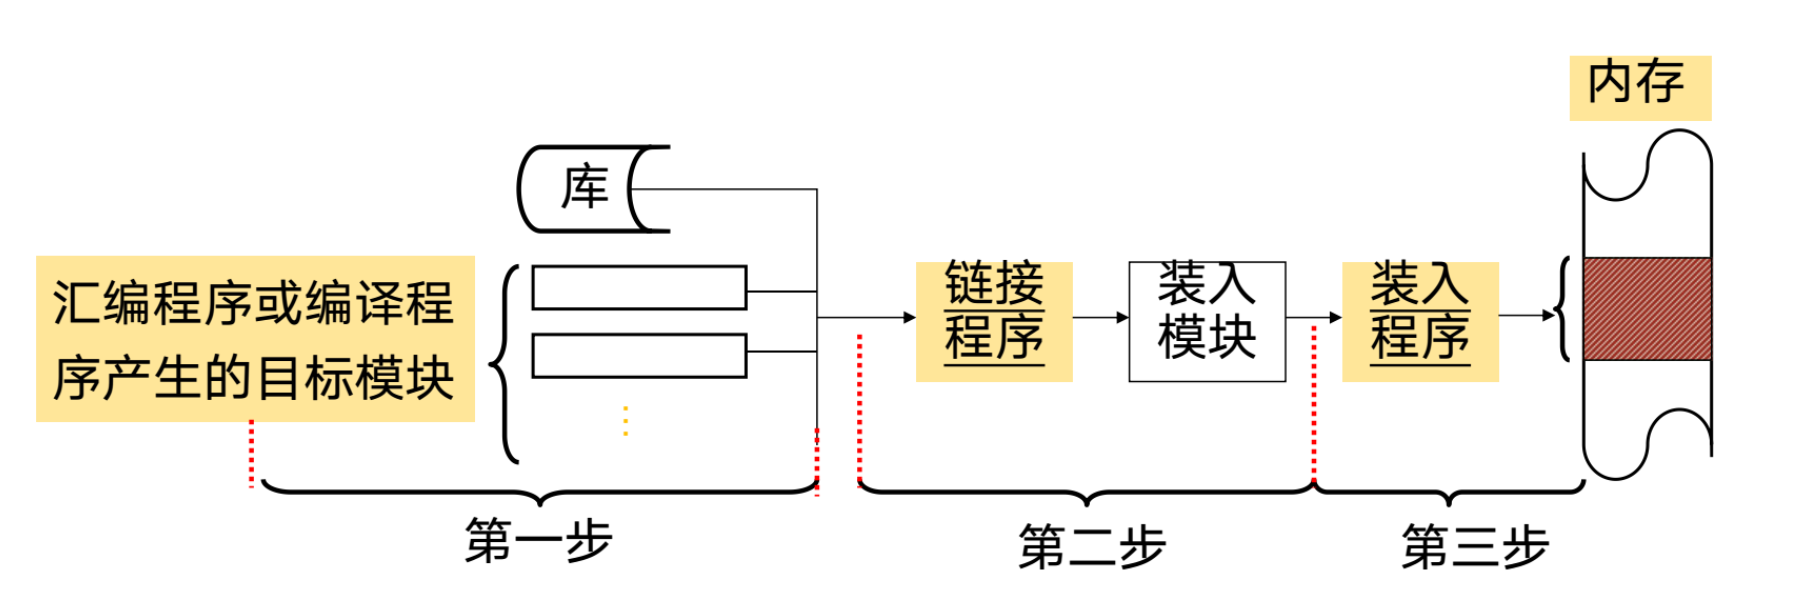 内存
库
汇编程序或编译程
序产生的目标模块
链接
程序
装入
模块
装入
程序
第一步
第二步
第三步